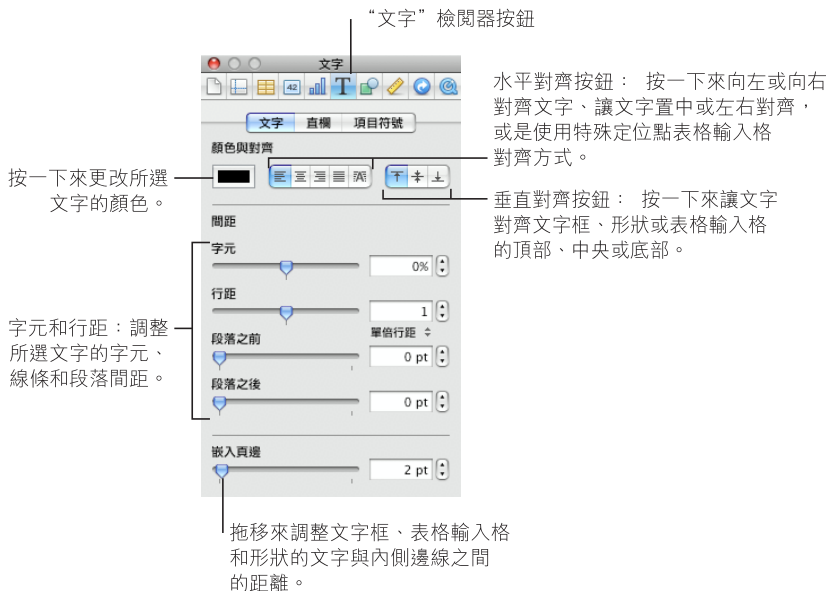 “文字”檢閱器按鈕
文字
42
T
文字 直欄 項目符號
顏色與對齊
水平對齊按鈕： 按一下來向左或向右
對齊文字、讓文字置中或左右對齊，
或是使用特殊定位點表格輸入格
對齊方式。
按一下來更改所選
文字的顏色。
垂直對齊按鈕： 按一下來讓文字
對齊文字框、形狀或表格輸入格
的頂部、中央或底部。
間距
字元
0%
行距
1
單倍行距
段落之前
0 pt
段落之後
0 pt
字元和行距：調整
所選文字的字元、
線條和段落間距。
嵌入頁邊
2 pt
拖移來調整文字框、表格輸入格
和形狀的文字與內側邊線之間
的距離。